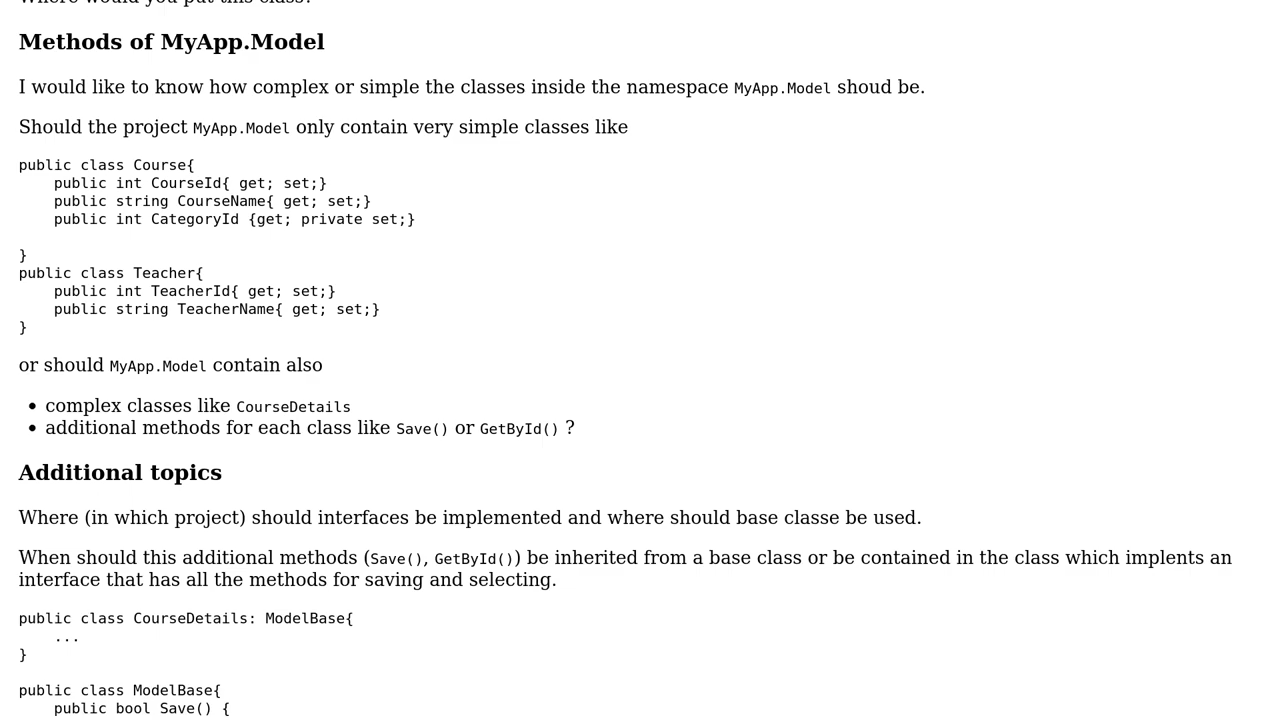 Where would you put this class?
Methods of MyApp.Model
I would like to know how complex or simple the classes inside the namespace MyApp.Model shoud be.
Should the project MyApp.Model only contain very simple classes like
public class Course{
    public int CourseId{ get; set;}
    public string CourseName{ get; set;}
    public int CategoryId {get; private set;}
}
public class Teacher{
    public int TeacherId{ get; set;}
    public string TeacherName{ get; set;}
}
or should MyApp.Model contain also
• complex classes like CourseDetails
• additional methods for each class like Save() or GetById() ?
Additional topics
Where (in which project) should interfaces be implemented and where should base classe be used.
When should this additional methods (Save(), GetById()) be inherited from a base class or be contained in the class which implents an
interface that has all the methods for saving and selecting.
public class CourseDetails: ModelBase{
    ...
}
public class ModelBase{
    public bool Save() {